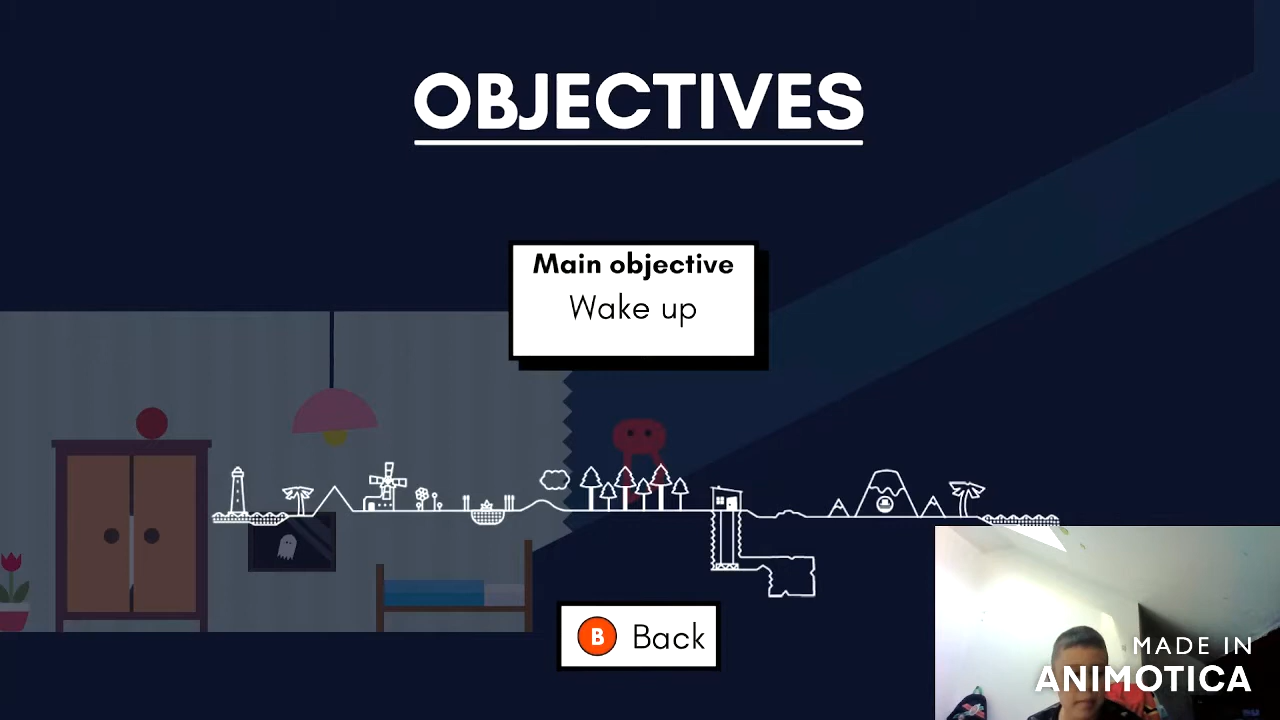 OBJECTIVES
Main objective
Wake up
B Back
MADE IN
ANIMOTICA